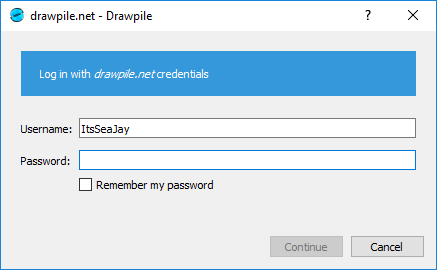 drawpile.net - Drawpile
?
Log in with drawpile.net credentials
Username: ItsSeaJay
Password:
Remember my password
Continue Cancel